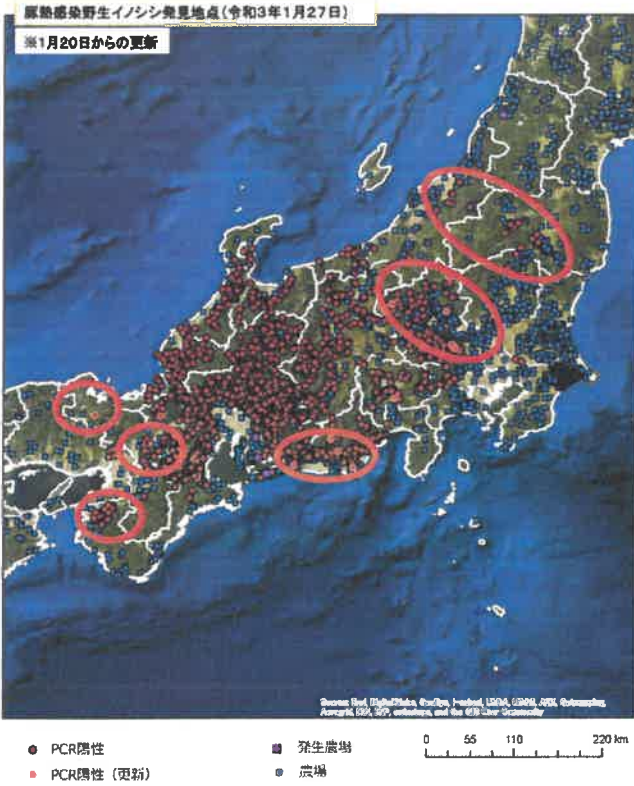 豚熱感染野生イノシシ発見地点(令和3年1月27日)
※1月20日からの更新
PCR陽性
PCR陽性（更新）
発生農場
農場
0 55 110 220 km